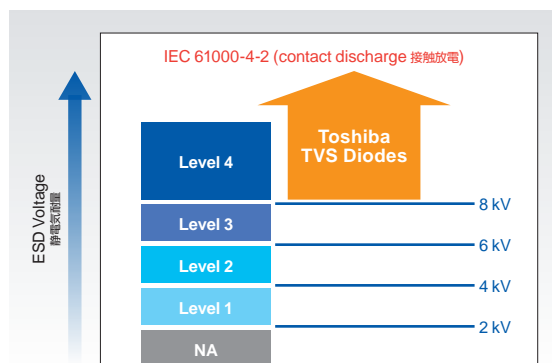 IEC 61000-4-2 (contact discharge 接触放電)
Toshiba
TVS Diodes
Level 4
8 kV
Level 3
6 kV
Level 2
4 kV
Level 1
2 kV
NA
ESD Voltage
静電気耐量